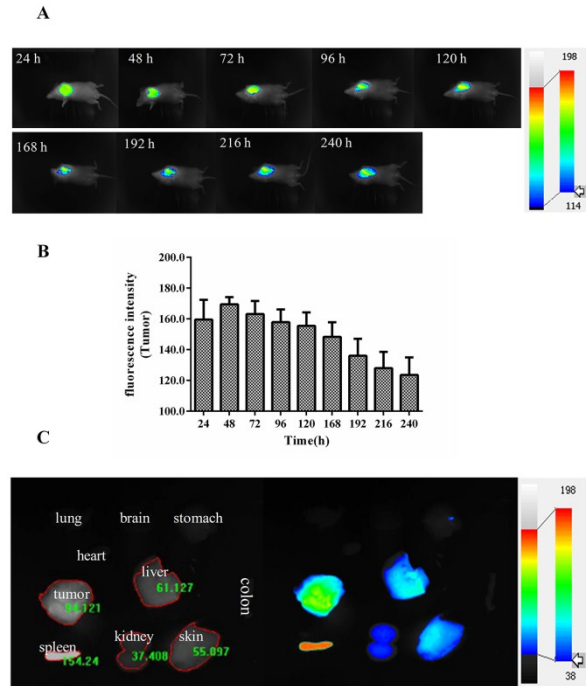 A
24 h 48 h 72 h 96 h 120 h
168 h 192 h 216 h 240 h
198
114
B
fluorescence intensity
(Tumor)
200.0
180.0
160.0
140.0
120.0
100.0
24 48 72 96 120 168 192 216 240
Time(h)
C
lung brain stomach
heart
liver
61.127
tumor
spleen
154.24
kidney
37.408
skin
55.097
colon
198
38